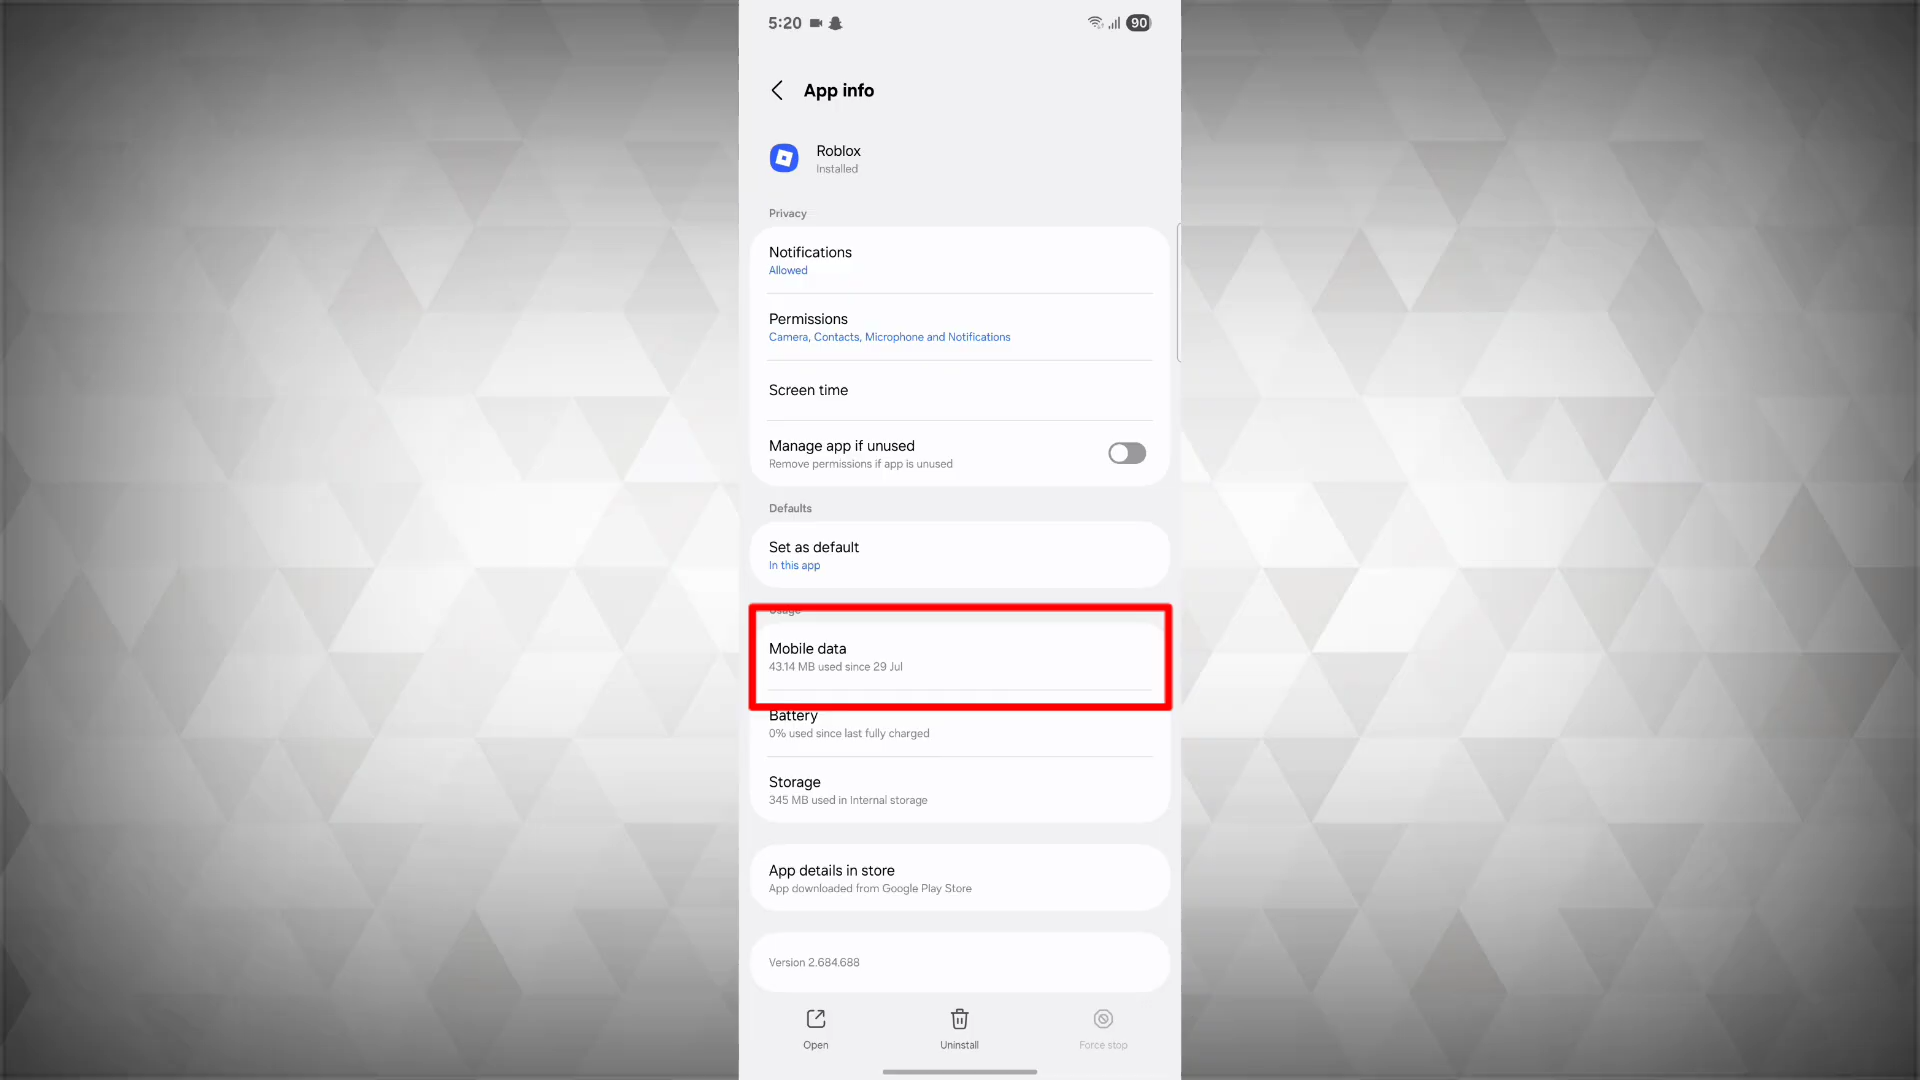 5:20
90
App info
Roblox
Installed
Privacy
Notifications
Allowed
Permissions
Camera, Contacts, Microphone and Notifications
Screen time
Manage app if unused
Remove permissions if app is unused
Defaults
Set as default
In this app
Usage
Mobile data
43.14 MB used since 29 Jul
Battery
0% used since last fully charged
Storage
345 MB used in Internal storage
App details in store
App downloaded from Google Play Store
Version 2.684.688
Open
Uninstall
Force stop